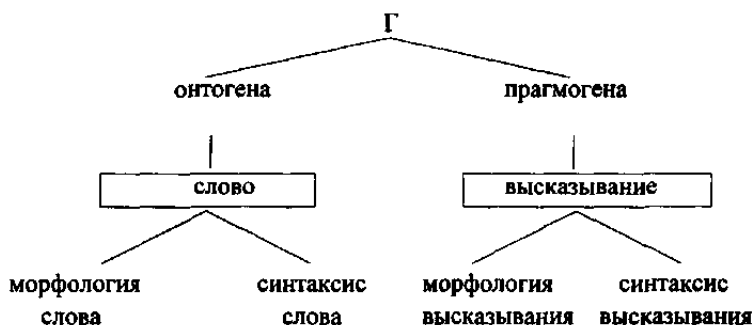 Г
онтогена прагмогена
слово высказывание
морфология синтаксис морфология синтаксис
слова слова высказывания высказывания